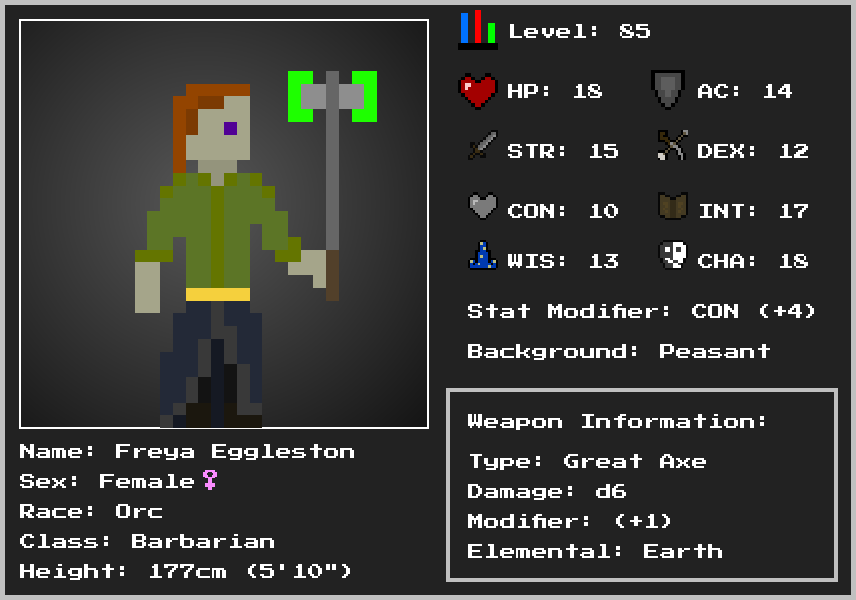 Level: 85
HP: 18 AC: 14
STR: 15 DEX: 12
CON: 10 INT: 17
WIS: 13 CHA: 18
Stat Modifier: CON (+4)
Background: Peasant
Name: Freya Eggleston
Sex: Female♀
Race: Orc
Class: Barbarian
Height: 177cm (5'10")
Weapon Information:
Type: Great Axe
Damage: d6
Modifier: (+1)
Elemental: Earth